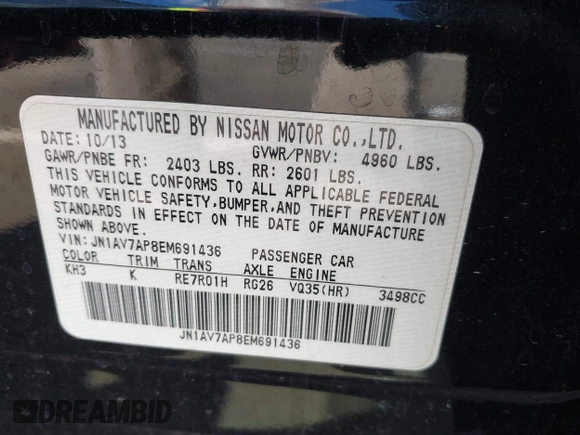 MANUFACTURED BY NISSAN MOTOR CO.,LTD.
DATE: 10/13 GVWR/PNBV: 4960 LBS.
GAWR/PNBE FR: 2403 LBS. RR: 2601 LBS.
THIS VEHICLE CONFORMS TO ALL APPLICABLE FEDERAL
MOTOR VEHICLE SAFETY,BUMPER,AND THEFT PREVENTION
STANDARDS IN EFFECT ON THE DATE OF MANUFACTURE
SHOWN ABOVE.
VIN: JN1AV7AP8EM691436 PASSENGER CAR
COLOR TRIM TRANS AXLE ENGINE
KH3 K RE7R01H RG26 VQ35(HR) 3498CC
JN1AV7AP8EM691436
DREAMBID